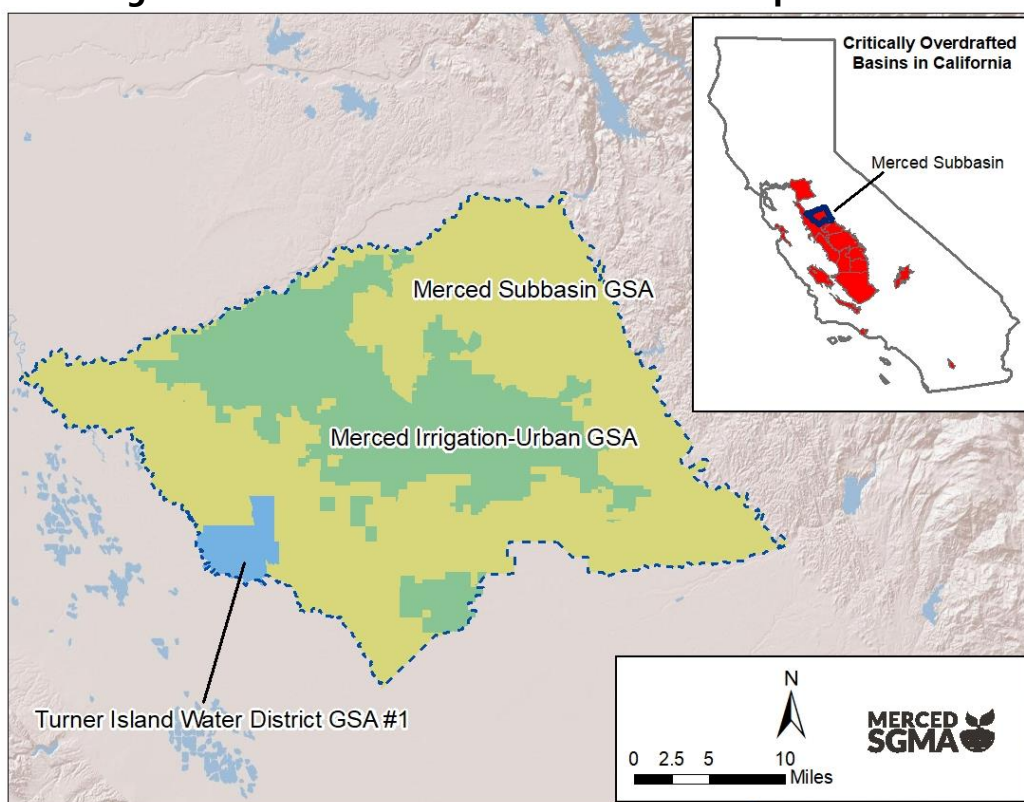 Critically Overdrafted
Basins in California
Merced Subbasin
Merced Subbasin GSA
Merced Irrigation-Urban GSA
Turner Island Water District GSA #1
N
0 2.5 5 10
Miles
MERCED
SGMA